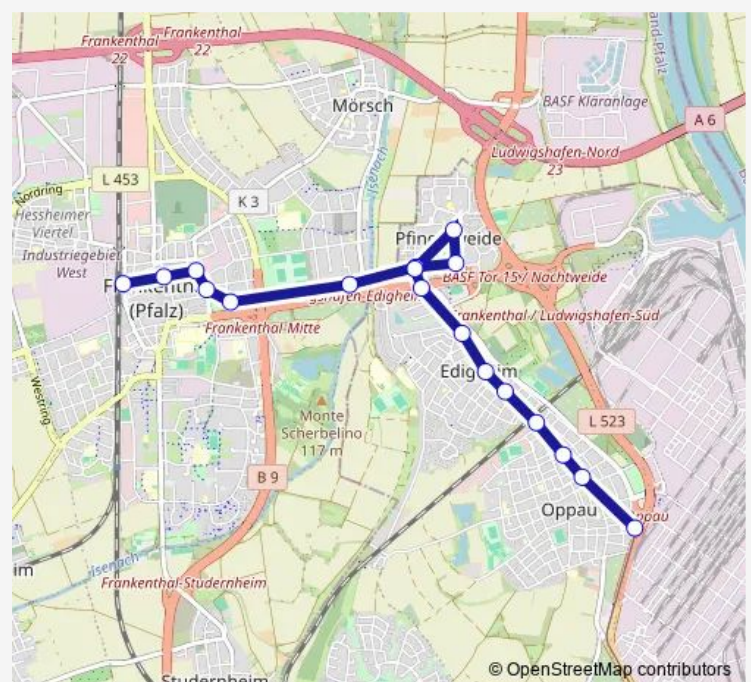 Frankenthal
22
Frankenthal
22
Mörsch
BASF Kläranlage
A 6
Ludwigshafen-Nord
23
L 453
K 3
Isenach
Nordring
Hessheimer
Viertel
Industriegebiet
West
(Pfalz)
BASF Tor 15 / Nachtweide
Frankenthal Mitte
Frankenthal / Ludwigshafen-Süd
Westring
Monte
Scherbelino
117 m
L 523
B 9
Oppau
Isenach
Frankenthal-Studernheim
Studernheim
© OpenStreetMap contributors